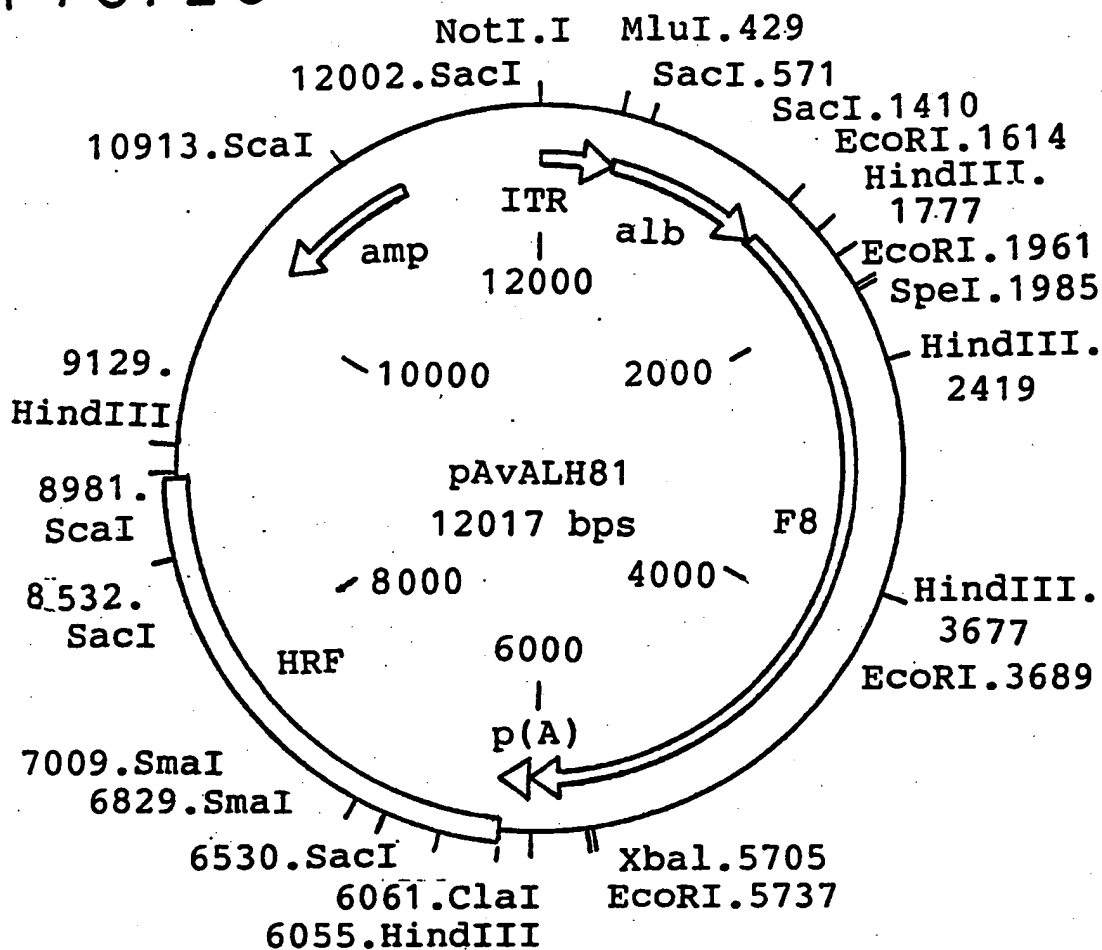 NotI.I
MluI.429
12002.SacI
SacI.571
SacI.1410
10913.ScaI
EcoRI.1614
HindIII.
1777
ITR
alb
amp
EcoRI.1961
12000
SpeI.1985
HindIII.
2419
9129.
HindIII
10000
2000
pAvALH81
12017 bps
8981.
ScaI
F8
8000
4000
8532.
SacI
HindIII.
3677
HRF
6000
EcoRI.3689
p(A)
7009.SmaI
6829.SmaI
6530.SacI
Xbal.5705
6061.ClaI
EcoRI.5737
6055.HindIII